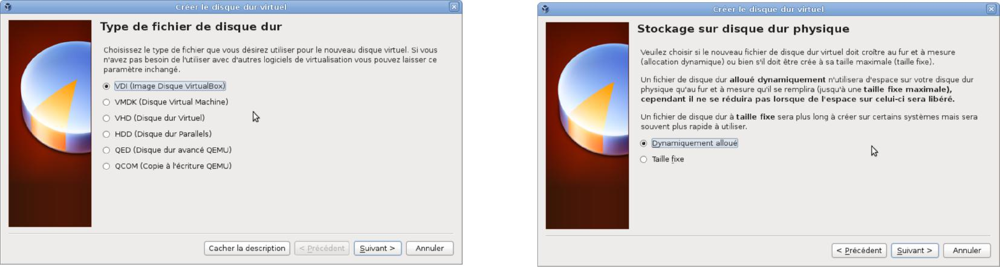 Créer le disque dur virtuel
Type de fichier de disque dur
Choisissez le type de fichier que vous désirez utiliser pour le nouveau disque virtuel. Si vous
n'avez pas besoin de l'utiliser avec d'autres logiciels de virtualisation vous pouvez laisser ce
paramètre inchangé.
VDI (Image Disque VirtualBox)
VMDK (Disque Virtual Machine)
VHD (Disque dur Virtuel)
HDD (Disque dur Parallels)
QED (Disque dur avancé QEMU)
QCOM (Copie à l'écriture QEMU)
Cacher la description
< Précédent
Suivant >
Annuler
Créer le disque dur virtuel
Stockage sur disque dur physique
Veuilez choisir si le nouveau fichier de disque dur virtuel doit croître au fur et à mesure
(allocation dynamique) ou bien s'il doit être crée à sa taille maximale (taille fixe).
Un fichier de disque dur alloué dynamiquement n'utilisera d'espace sur votre disque dur
physique qu'au fur et à mesure qu'il se remplira (jusqu'à une taille fixe maximale),
cependant il ne se réduira pas lorsque de l'espace sur celui-ci sera libéré.
Un fichier de disque dur à taille fixe sera plus long à créer sur certains systèmes mais sera
souvent plus rapide à utiliser.
Dynamiquement alloué
Taille fixe
< Précédent
Suivant >
Annuler